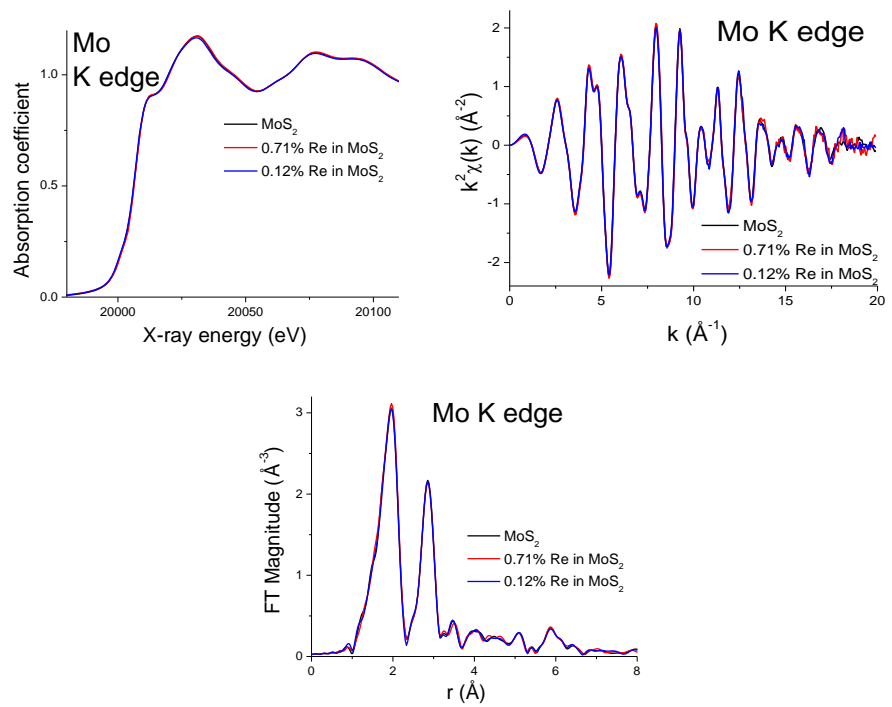 Mo
K edge
Absorption coefficient
1.0
0.5
0.0
MoS₂
0.71% Re in MoS₂
0.12% Re in MoS₂
20000
20050
20100
X-ray energy (eV)
Mo K edge
k²χ(k) (Å⁻²)
2
1
0
-1
-2
MoS₂
0.71% Re in MoS₂
0.12% Re in MoS₂
0
5
10
15
20
k (Å⁻¹)
Mo K edge
FT Magnitude (Å⁻³)
3
2
1
0
MoS₂
0.71% Re in MoS₂
0.12% Re in MoS₂
0
2
4
6
8
r (Å)